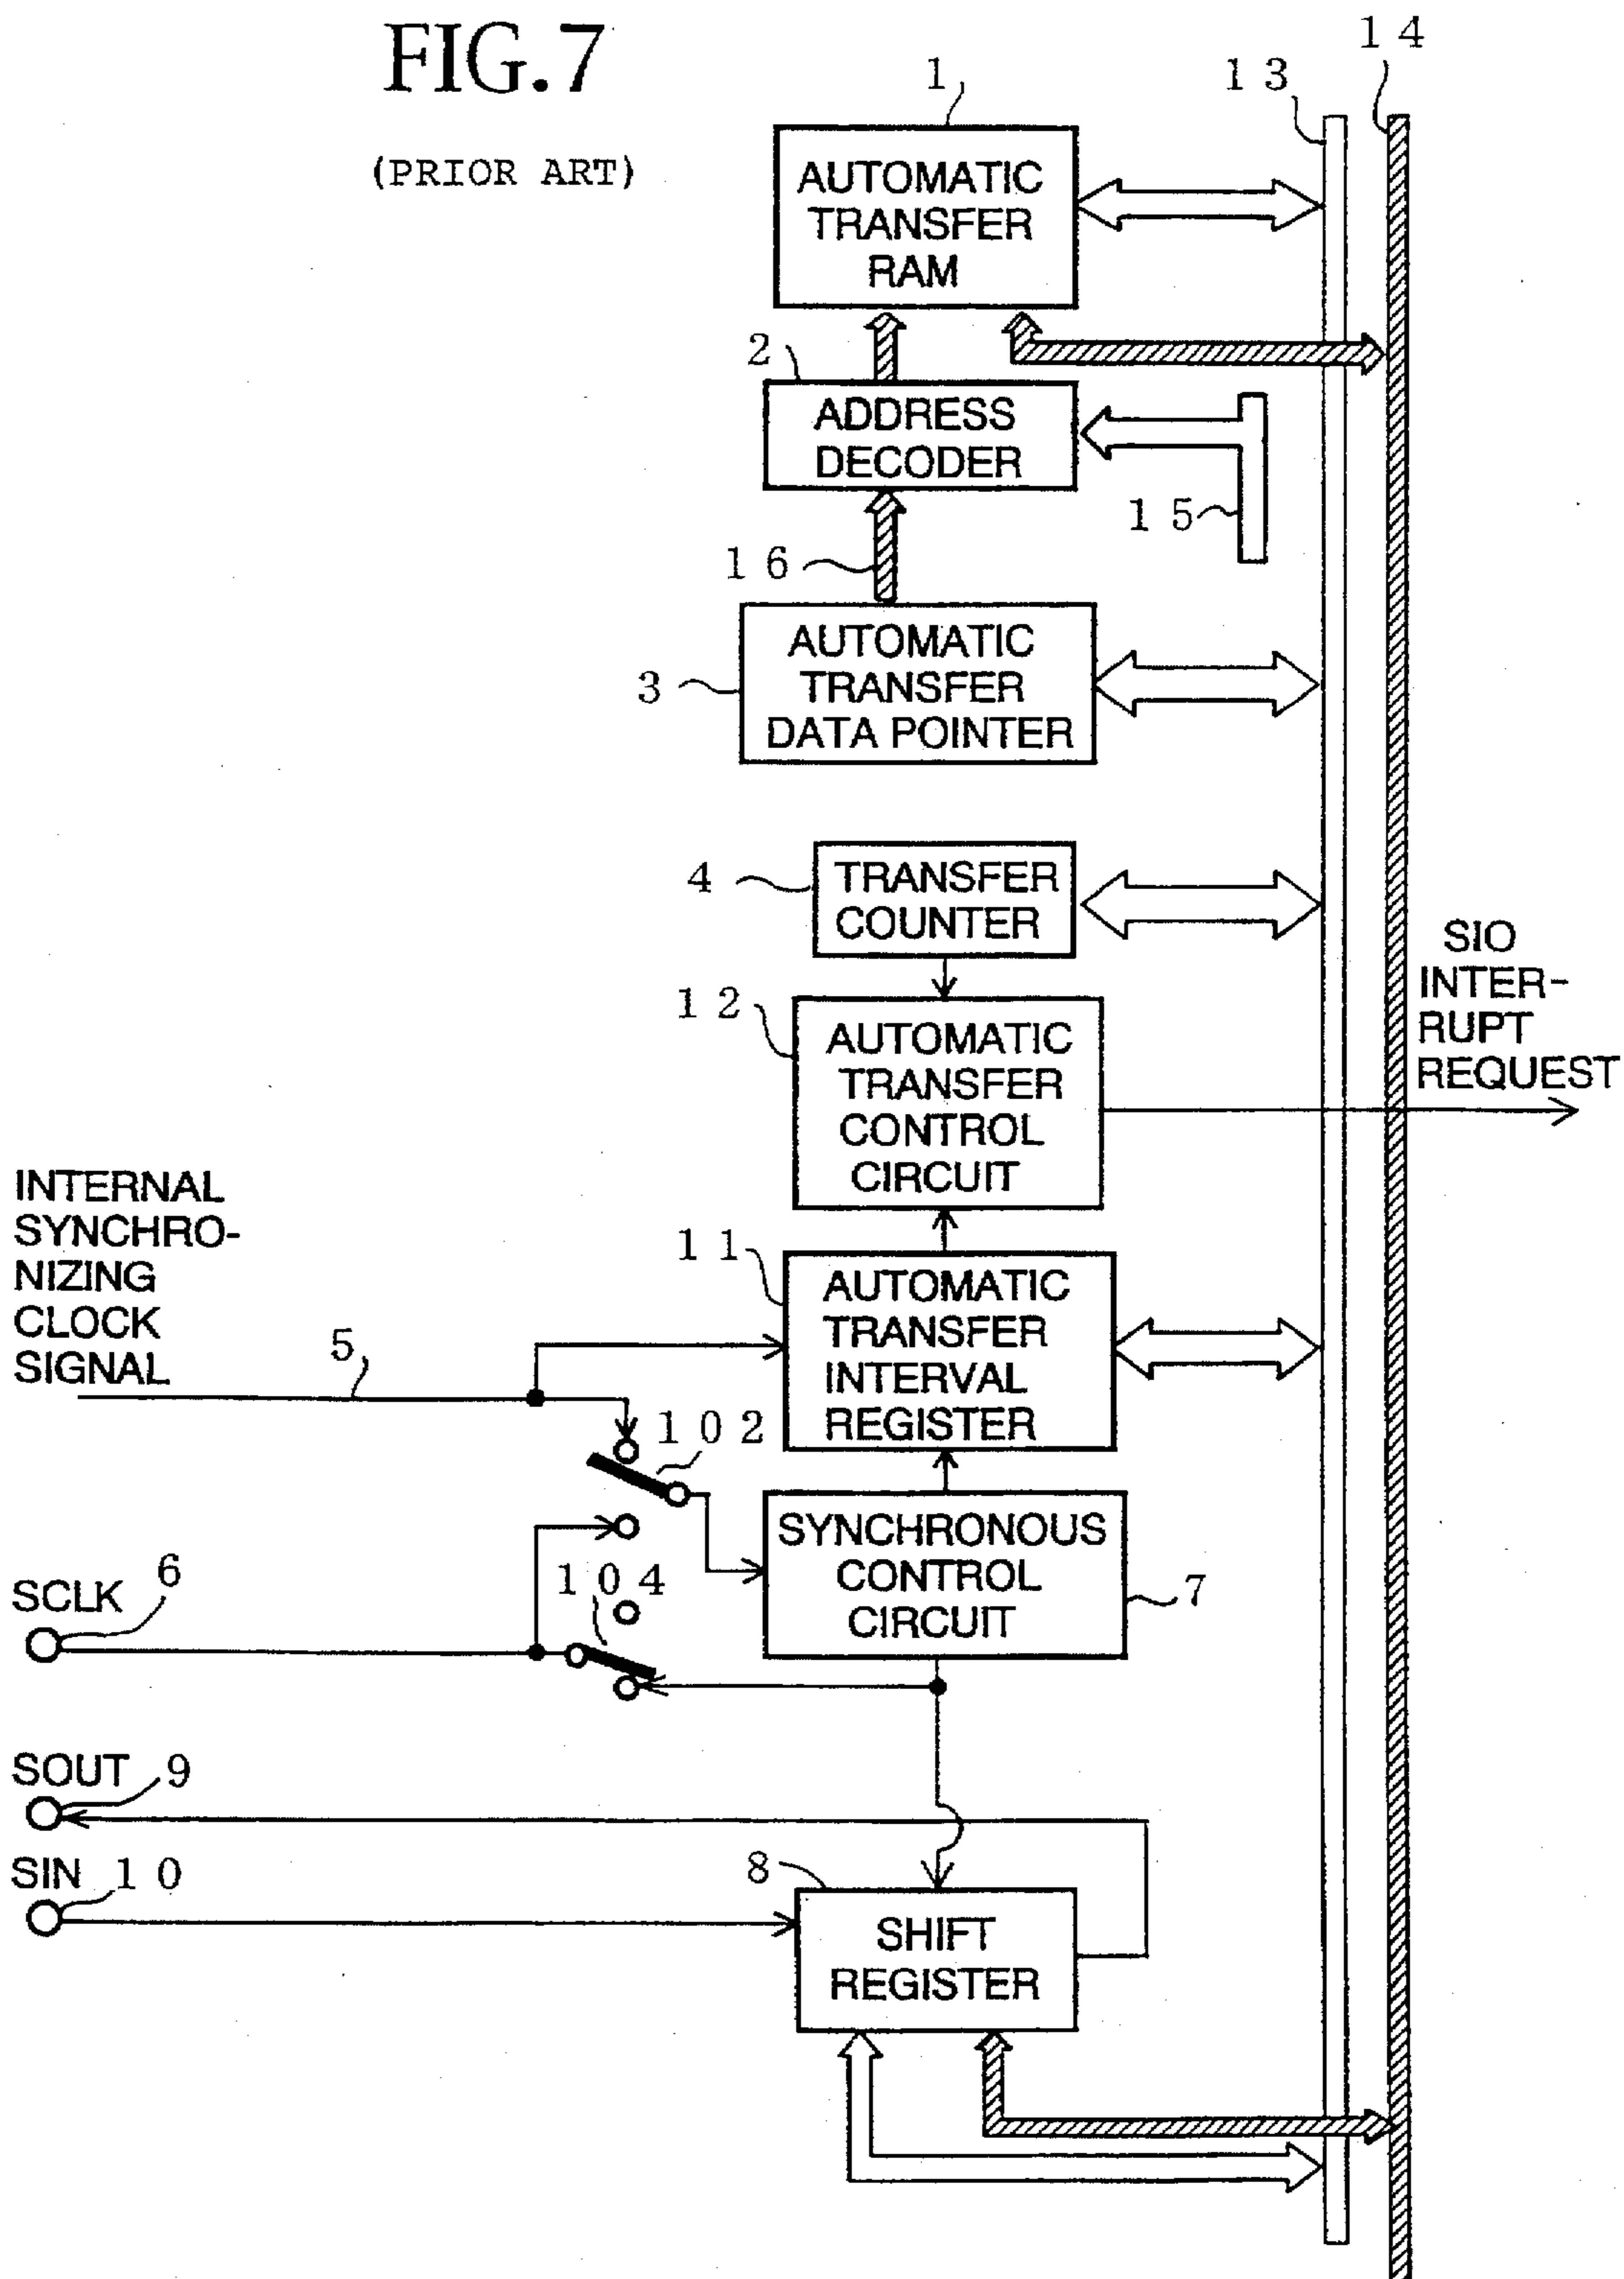 FIG.7
(PRIOR ART)
1
13
14
AUTOMATIC
TRANSFER
RAM
2
ADDRESS
DECODER
15
16
AUTOMATIC
TRANSFER
DATA POINTER
3
4
TRANSFER
COUNTER
SIO
INTER-
RUPT
REQUEST
12
AUTOMATIC
TRANSFER
CONTROL
CIRCUIT
INTERNAL
SYNCHRO-
NIZING
CLOCK
SIGNAL
5
11
AUTOMATIC
TRANSFER
INTERVAL
REGISTER
102
SYNCHRONOUS
CONTROL
CIRCUIT
7
SCLK
6
104
SOUT
9
SIN
10
8
SHIFT
REGISTER